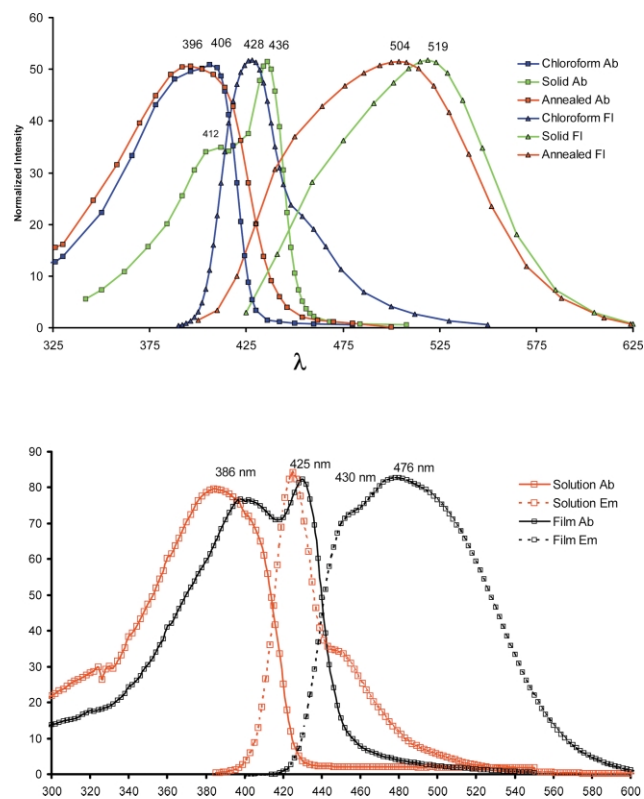 396 406 428 436 504 519
412
Normalized Intensity
60
50
40
30
20
10
0
325 375 425 475 525 575 625
λ
Chloroform Ab
Solid Ab
Annealed Ab
Chloroform Fl
Solid Fl
Annealed Fl
386 nm 425 nm 430 nm 476 nm
90
80
70
60
50
40
30
20
10
0
300 320 340 360 380 400 420 440 460 480 500 520 540 560 580 600
Solution Ab
Solution Em
Film Ab
Film Em